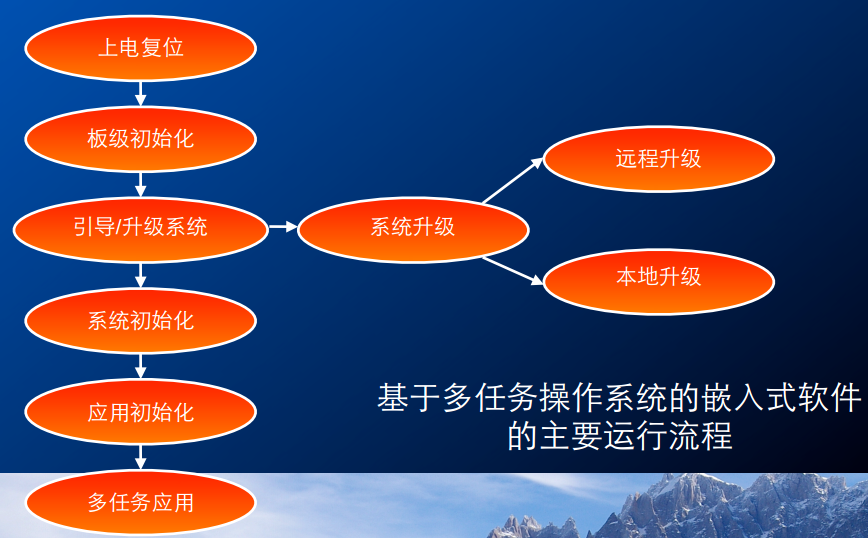 上电复位
板级初始化
引导/升级系统
系统初始化
应用初始化
多任务应用
系统升级
远程升级
本地升级
基于多任务操作系统的嵌入式软件
的主要运行流程